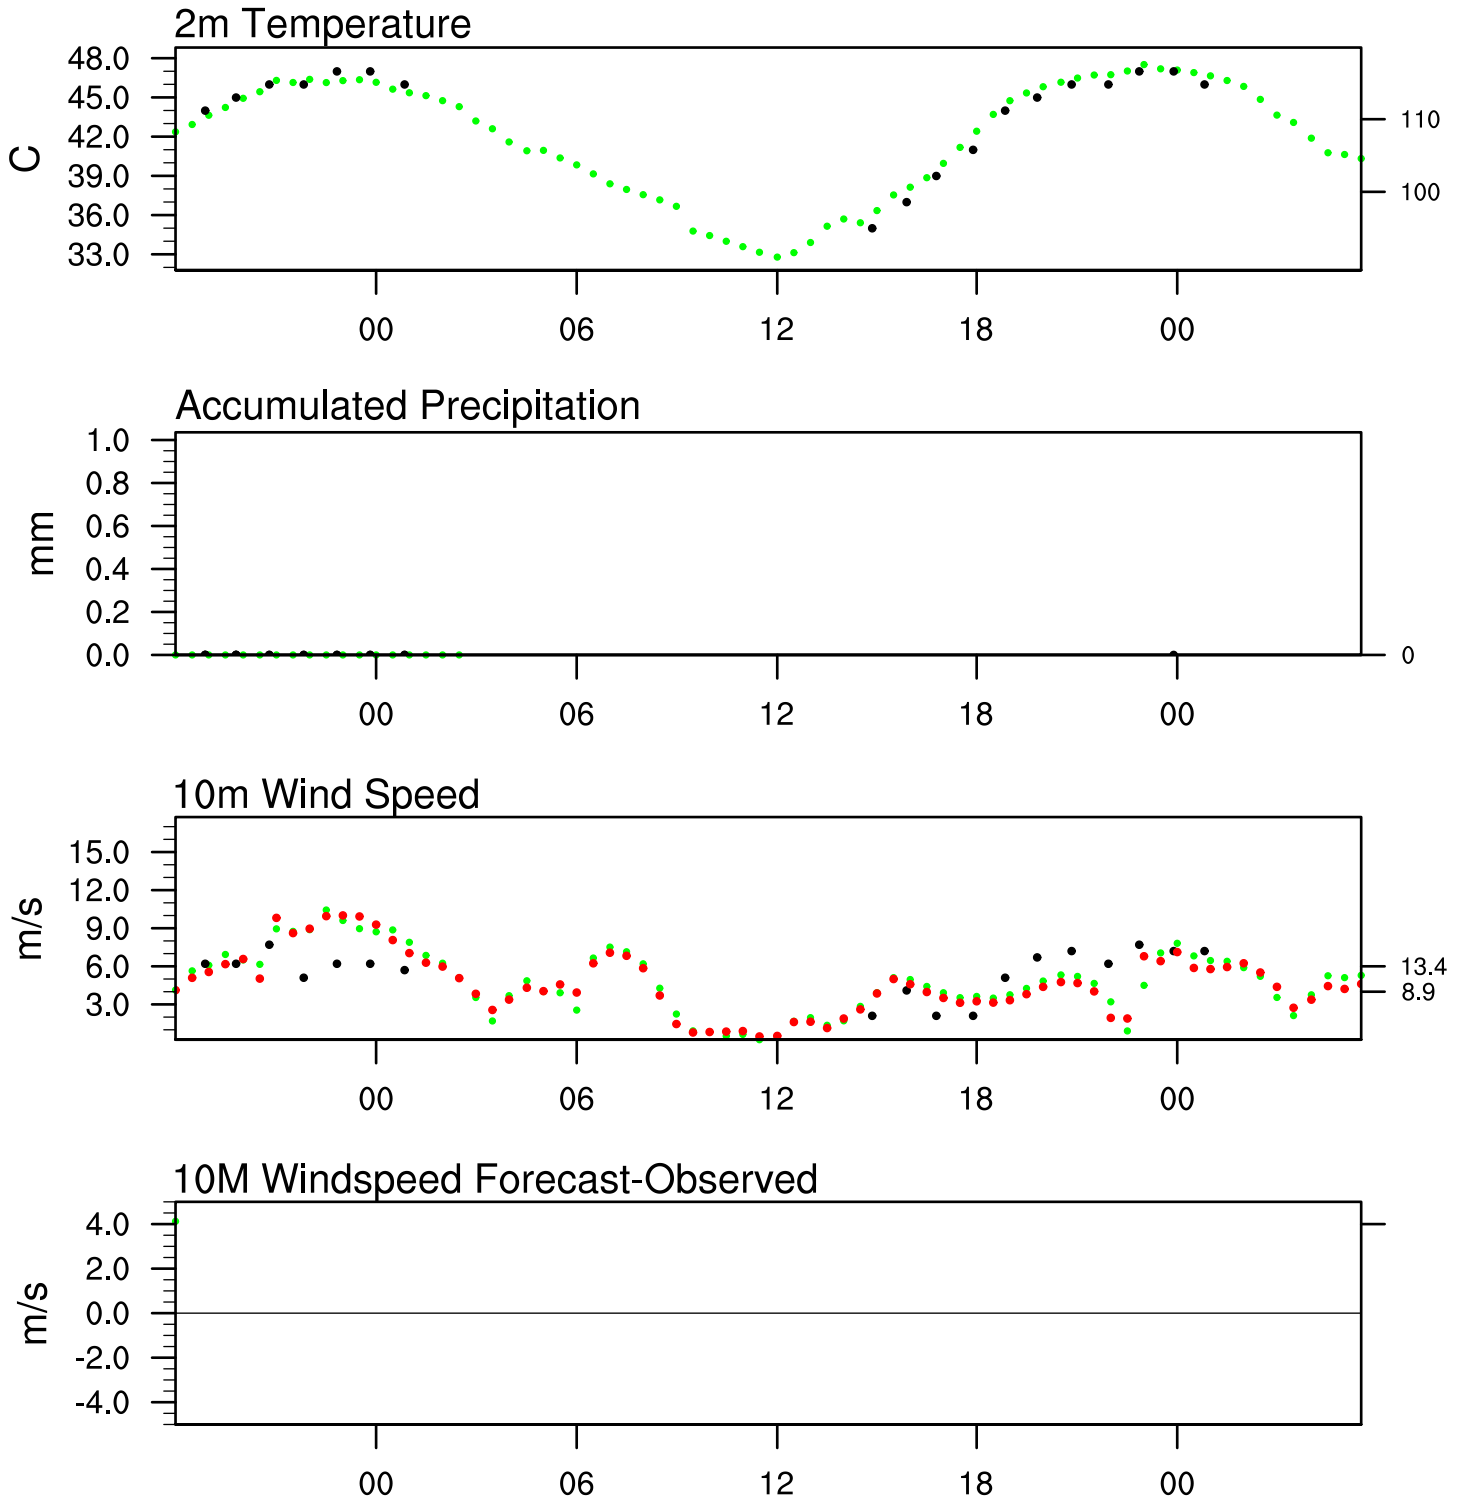 2m Temperature
48.0
45.0
42.0
39.0
36.0
33.0
C
110
100
00 06 12 18 00
Accumulated Precipitation
1.0
0.8
0.6
0.4
0.2
0.0
mm
0
00 06 12 18 00
10m Wind Speed
15.0
12.0
9.0
6.0
3.0
m/s
13.4
8.9
00 06 12 18 00
10M Windspeed Forecast-Observed
4.0
2.0
0.0
-2.0
-4.0
m/s
00 06 12 18 00